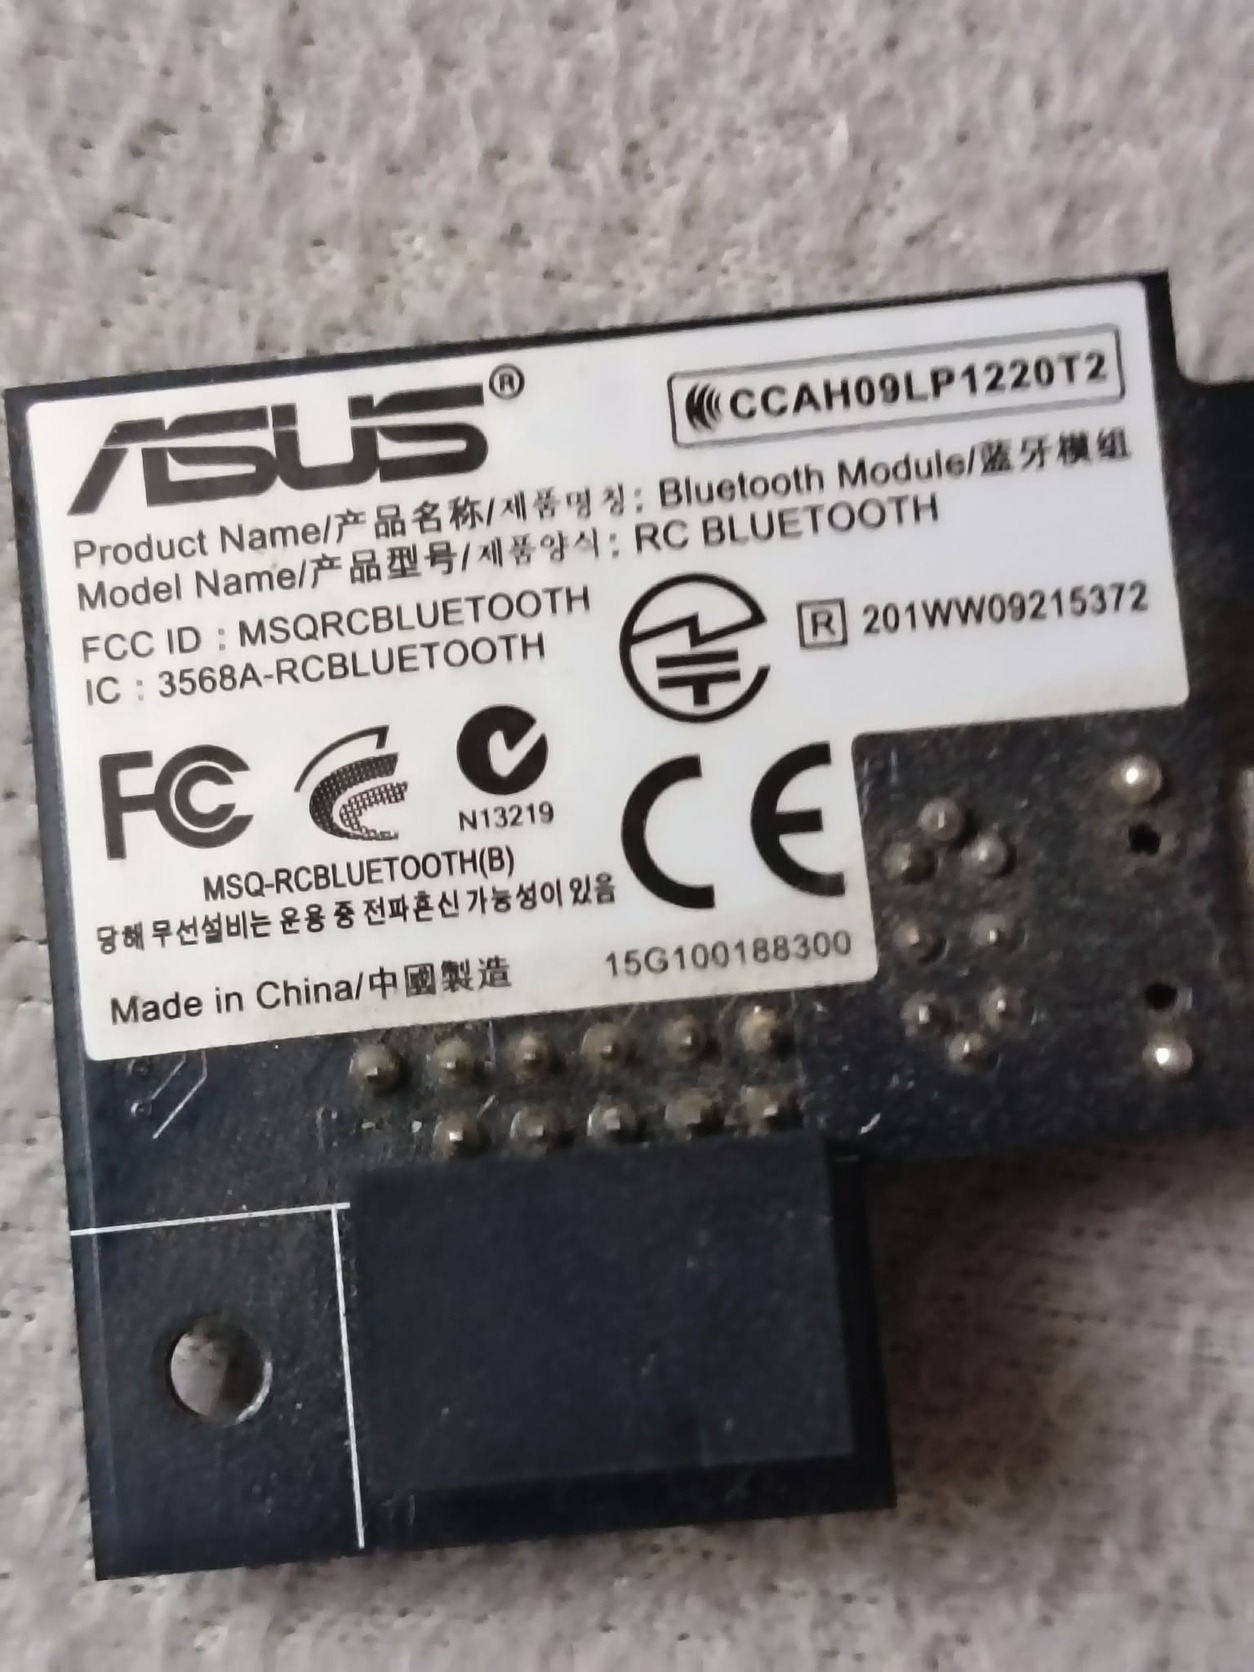 ASUS®
CCAH09LP1220T2
Product Name/产品名称/제품명칭: Bluetooth Module/蓝牙模组
Model Name/产品型号/제품양식: RC BLUETOOTH
FCC ID : MSQRCBLUETOOTH
IC : 3568A-RCBLUETOOTH
R 201WW09215372
FC
N13219
CE
MSQ-RCBLUETOOTH(B)
당해 무선설비는 운용 중 전파혼신 가능성이 있음
Made in China/中國製造
15G100188300